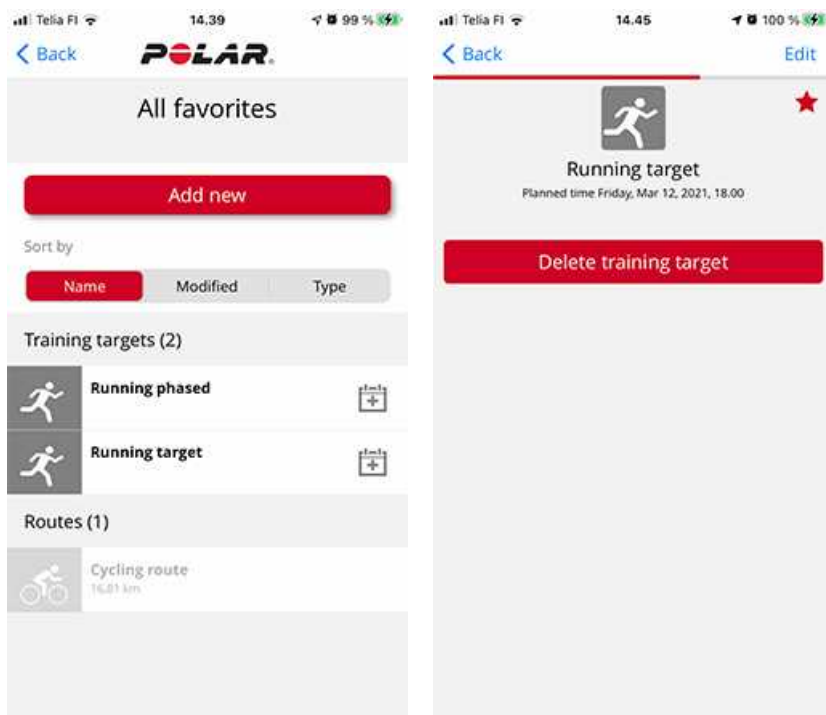 Telia FI 14.39 99 %
Back POLAR.
All favorites
Add new
Sort by
Name Modified Type
Training targets (2)
Running phased
Running target
Routes (1)
Cycling route
16,81 km
Telia FI 14.45 100 %
Back Edit
Running target
Planned time Friday, Mar 12, 2021, 18.00
Delete training target